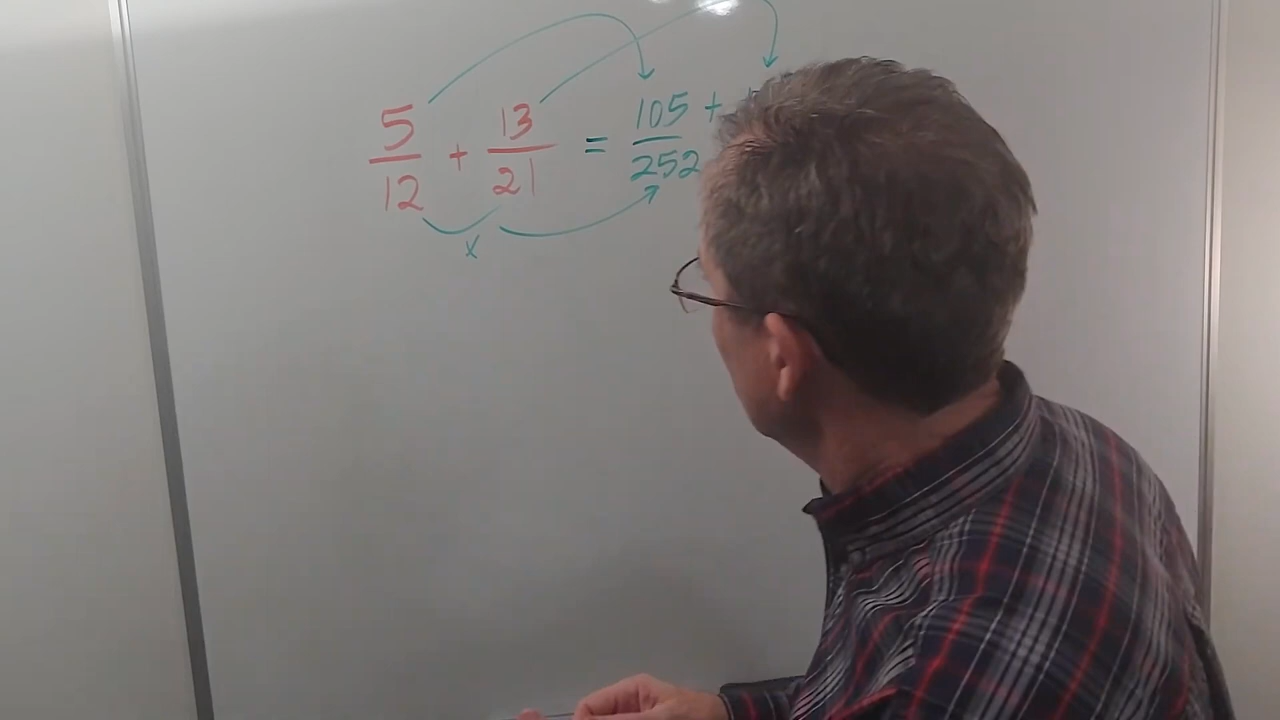 5/12 + 13/21 = 105/252 +
x